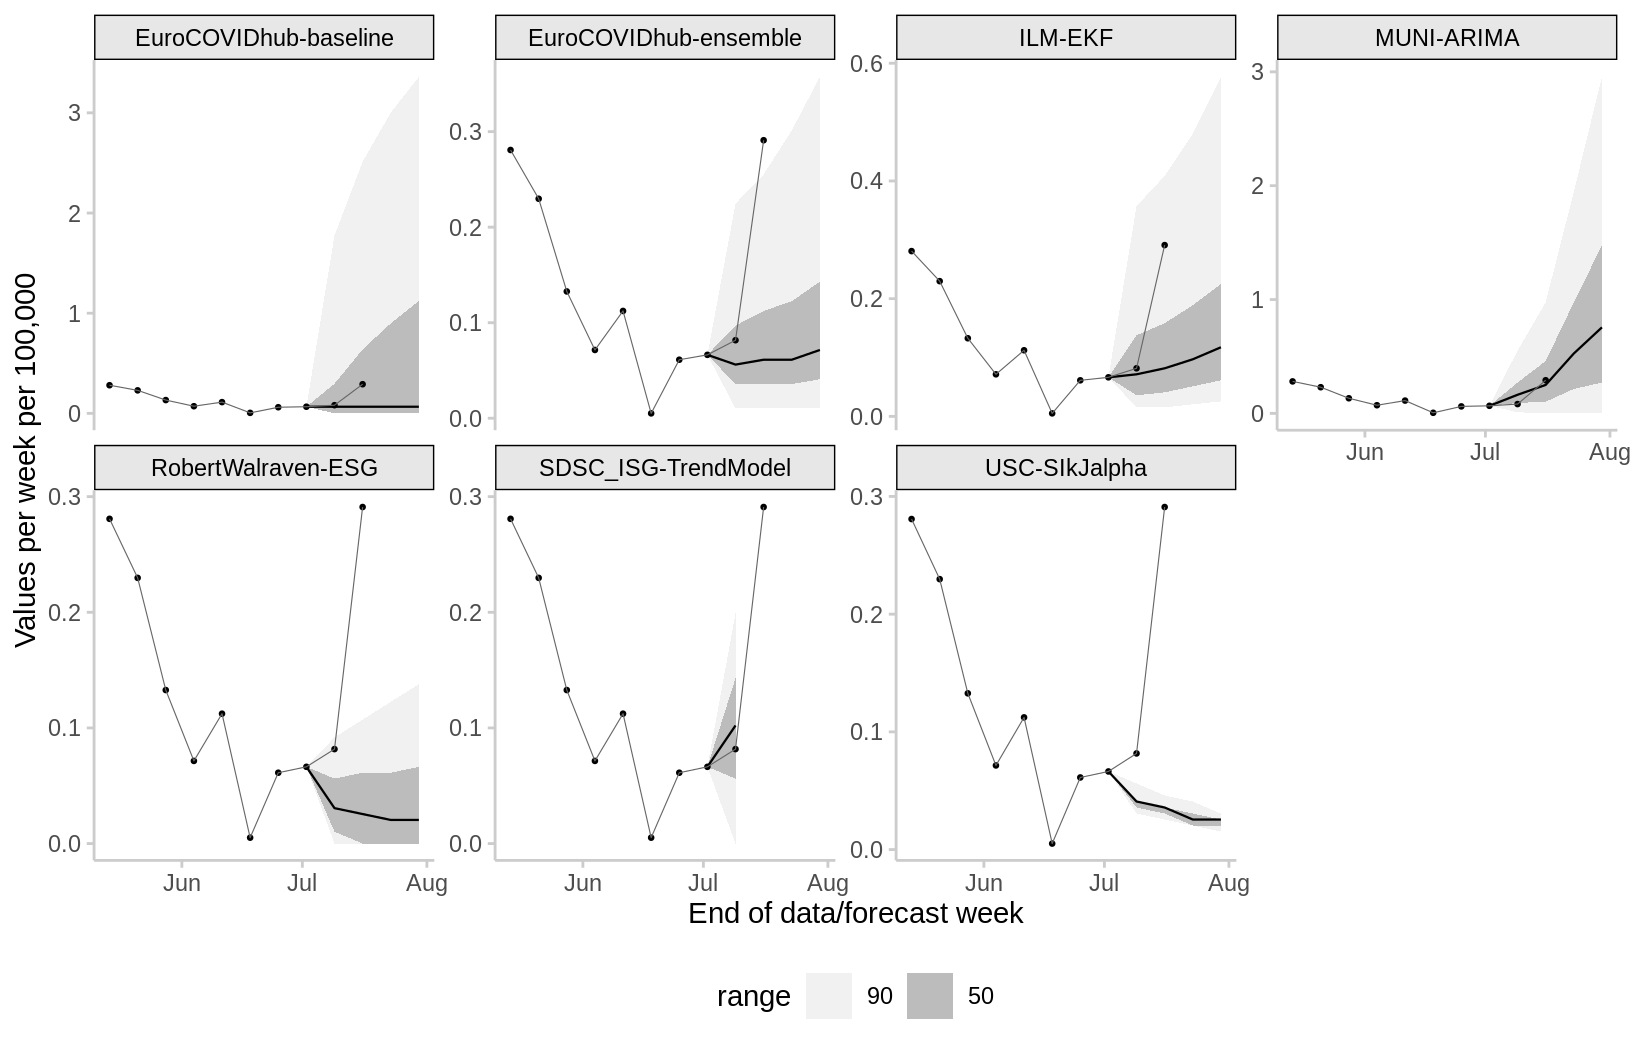 EuroCOVIDhub-baseline
EuroCOVIDhub-ensemble
ILM-EKF
MUNI-ARIMA
3
2
1
0
0.3
0.2
0.1
0.0
0.6
0.4
0.2
0.0
3
2
1
0
Jun Jul Aug
Values per week per 100,000
RobertWalraven-ESG
SDSC_ISG-TrendModel
USC-SIkJalpha
0.3
0.2
0.1
0.0
Jun Jul Aug
0.3
0.2
0.1
0.0
Jun Jul Aug
0.3
0.2
0.1
0.0
Jun Jul Aug
End of data/forecast week
range 90 50